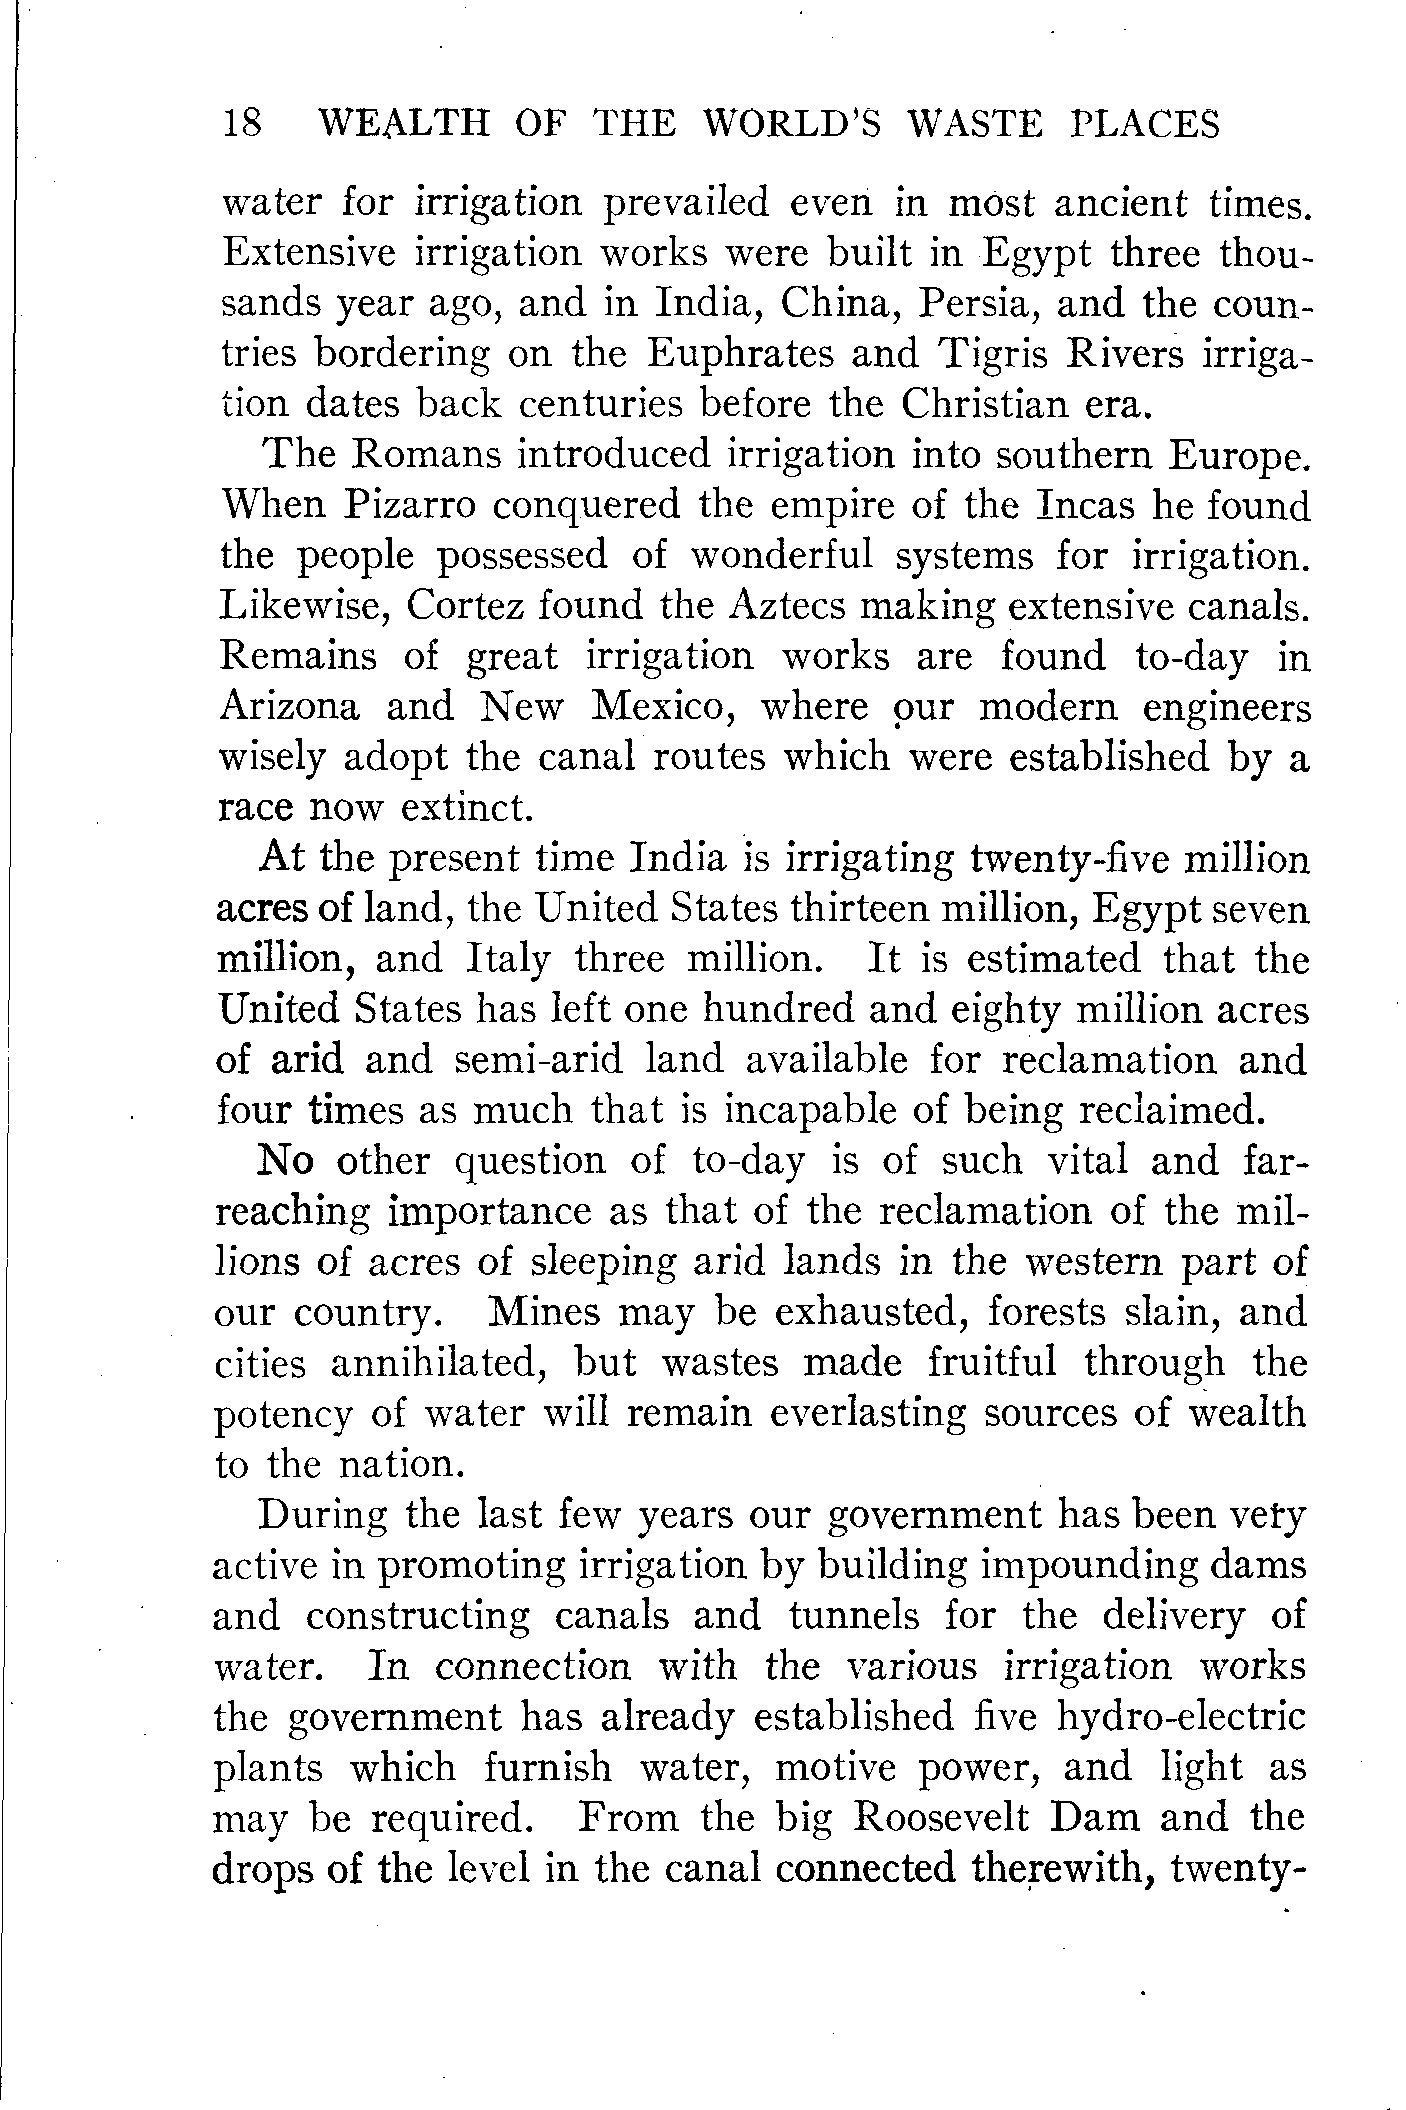 18 WEALTH OF THE WORLD'S WASTE PLACES
water for irrigation prevailed even in most ancient times.
Extensive irrigation works were built in Egypt three thou-
sands year ago, and in India, China, Persia, and the coun-
tries bordering on the Euphrates and Tigris Rivers irriga-
tion dates back centuries before the Christian era.
The Romans introduced irrigation into southern Europe.
When Pizarro conquered the empire of the Incas he found
the people possessed of wonderful systems for irrigation.
Likewise, Cortez found the Aztecs making extensive canals.
Remains of great irrigation works are found to-day in
Arizona and New Mexico, where our modern engineers
wisely adopt the canal routes which were established by a
race now extinct.
At the present time India is irrigating twenty-five million
acres of land, the United States thirteen million, Egypt seven
million, and Italy three million. It is estimated that the
United States has left one hundred and eighty million acres
of arid and semi-arid land available for reclamation and
four times as much that is incapable of being reclaimed.
No other question of to-day is of such vital and far-
reaching importance as that of the reclamation of the mil-
lions of acres of sleeping arid lands in the western part of
our country. Mines may be exhausted, forests slain, and
cities annihilated, but wastes made fruitful through the
potency of water will remain everlasting sources of wealth
to the nation.
During the last few years our government has been very
active in promoting irrigation by building impounding dams
and constructing canals and tunnels for the delivery of
water. In connection with the various irrigation works
the government has already established five hydro-electric
plants which furnish water, motive power, and light as
may be required. From the big Roosevelt Dam and the
drops of the level in the canal connected therewith, twenty-